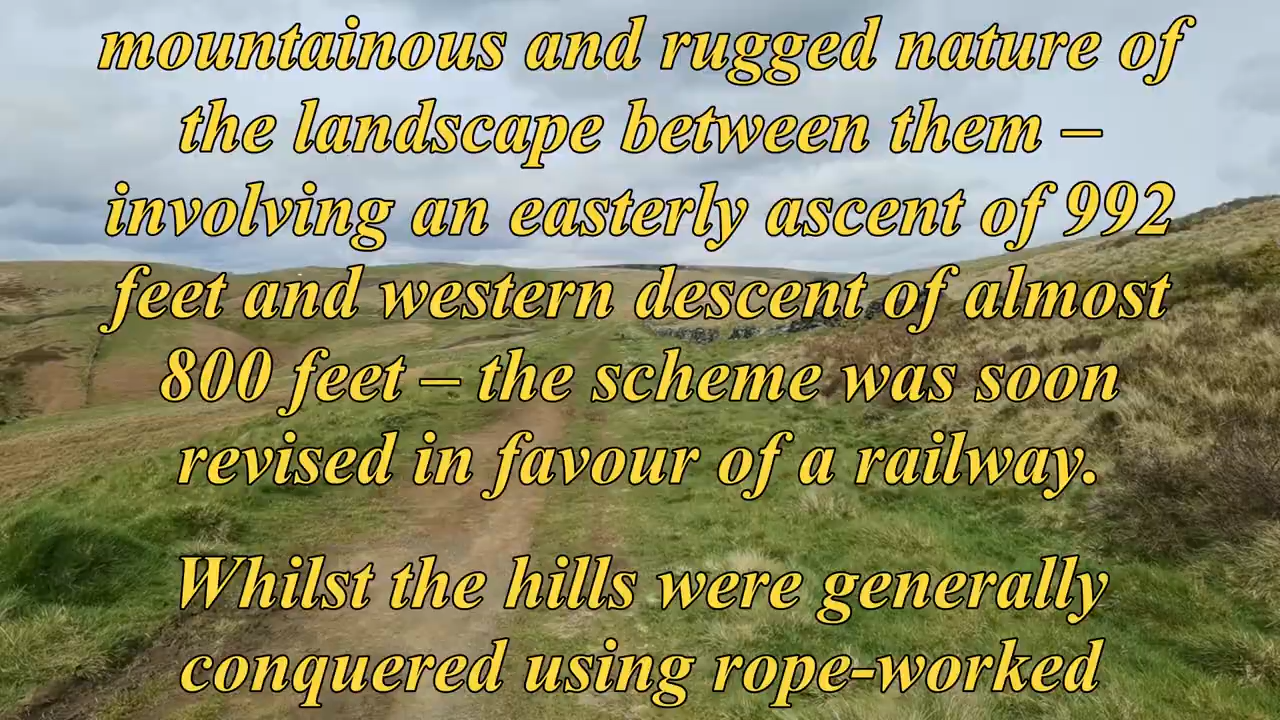 mountainous and rugged nature of
the landscape between them –
involving an easterly ascent of 992
feet and western descent of almost
800 feet – the scheme was soon
revised in favour of a railway.
Whilst the hills were generally
conquered using rope-worked